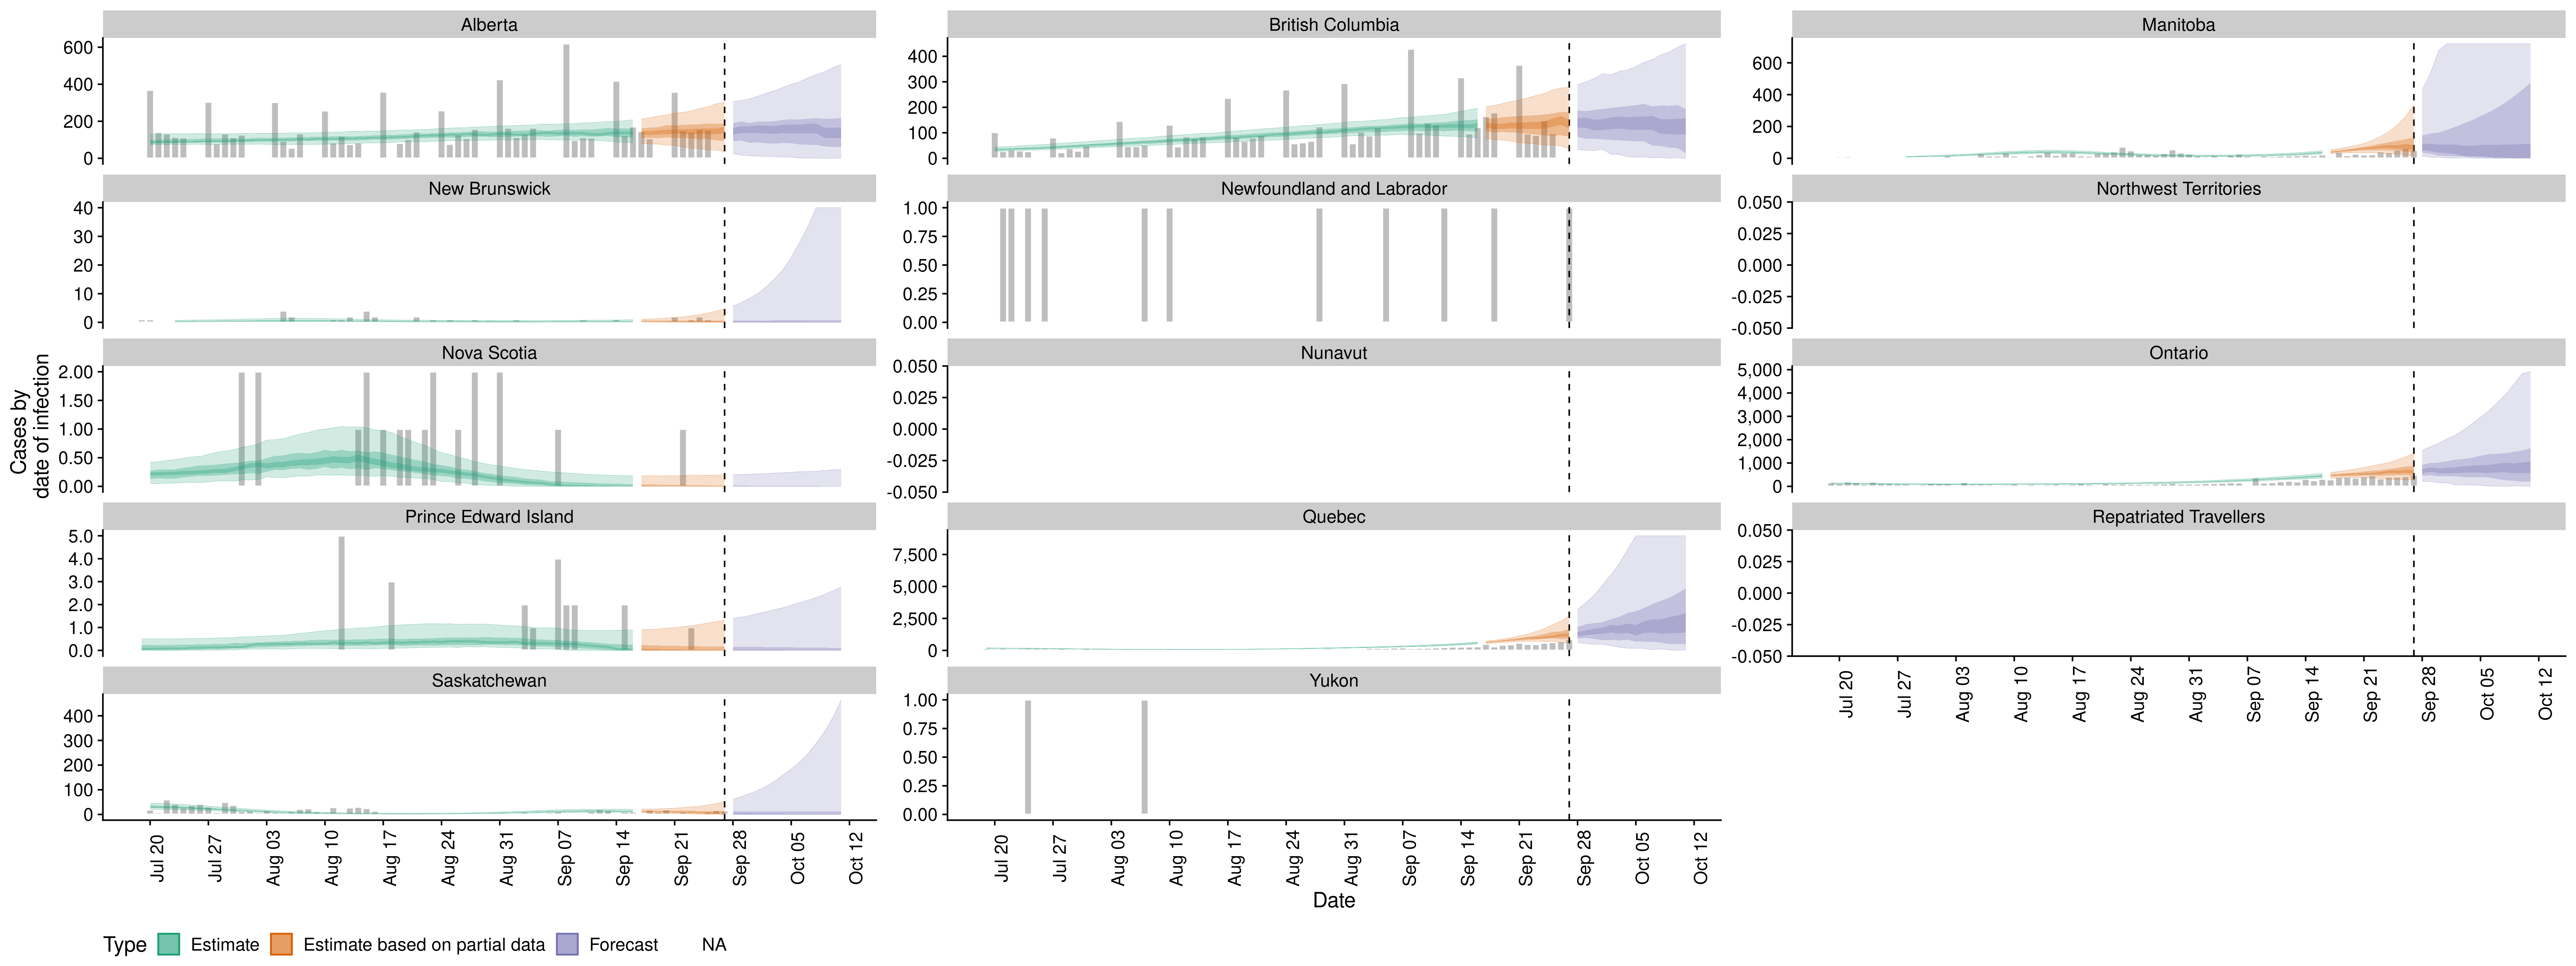 Alberta
British Columbia
Manitoba
600
400
200
0
400
300
200
100
0
600
400
200
0
New Brunswick
Newfoundland and Labrador
Northwest Territories
40
30
20
10
0
1.00
0.75
0.50
0.25
0.00
0.050
0.025
0.000
-0.025
-0.050
Nova Scotia
Nunavut
Ontario
Cases by
date of infection
2.00
1.50
1.00
0.50
0.00
0.050
0.025
0.000
-0.025
-0.050
5,000
4,000
3,000
2,000
1,000
0
Prince Edward Island
Quebec
Repatriated Travellers
5.0
4.0
3.0
2.0
1.0
0.0
7,500
5,000
2,500
0
0.050
0.025
0.000
-0.025
-0.050
Jul 20
Jul 27
Aug 03
Aug 10
Aug 17
Aug 24
Aug 31
Sep 07
Sep 14
Sep 21
Sep 28
Oct 05
Oct 12
Saskatchewan
Yukon
400
300
200
100
0
1.00
0.75
0.50
0.25
0.00
Jul 20
Jul 27
Aug 03
Aug 10
Aug 17
Aug 24
Aug 31
Sep 07
Sep 14
Sep 21
Sep 28
Oct 05
Oct 12
Jul 20
Jul 27
Aug 03
Aug 10
Aug 17
Aug 24
Aug 31
Sep 07
Sep 14
Sep 21
Sep 28
Oct 05
Oct 12
Date
Type Estimate Estimate based on partial data Forecast NA